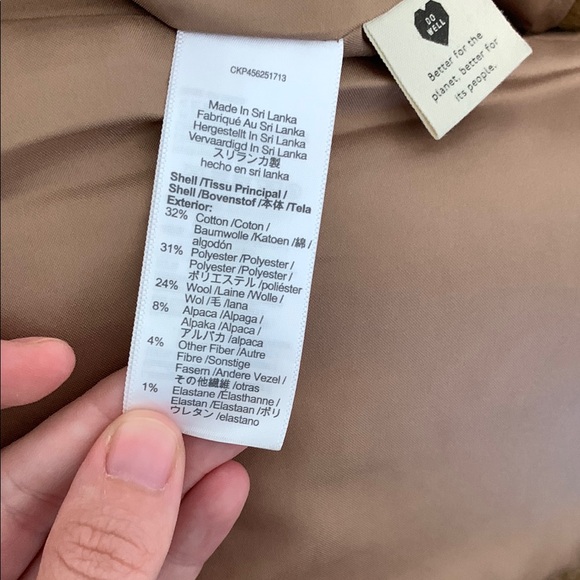 DO
WELL
Better for the
planet, better for
its people.
CKP456251713
Made In Sri Lanka
Fabriqué Au Sri Lanka
Hergestellt In Sri Lanka
Vervaardigd In Sri Lanka
スリランカ製
hecho en sri lanka
Shell /Tissu Principal /
Shell /Bovenstof /本体 /Tela
Exterior:
32% Cotton /Coton /
Baumwolle /Katoen /綿 /
algodón
31% Polyester /Polyester /
Polyester /Polyester /
ポリエステル /poliéster
24% Wool /Laine /Wolle /
Wol /毛 /lana
8% Alpaca /Alpaga /
Alpaka /Alpaca /
アルパカ /alpaca
4% Other Fiber /Autre
Fibre /Sonstige
Fasern /Andere Vezel /
その他繊維 /otras
1% Elastane /Elasthanne /
Elastan /Elastaan /ポリ
ウレタン /elastano